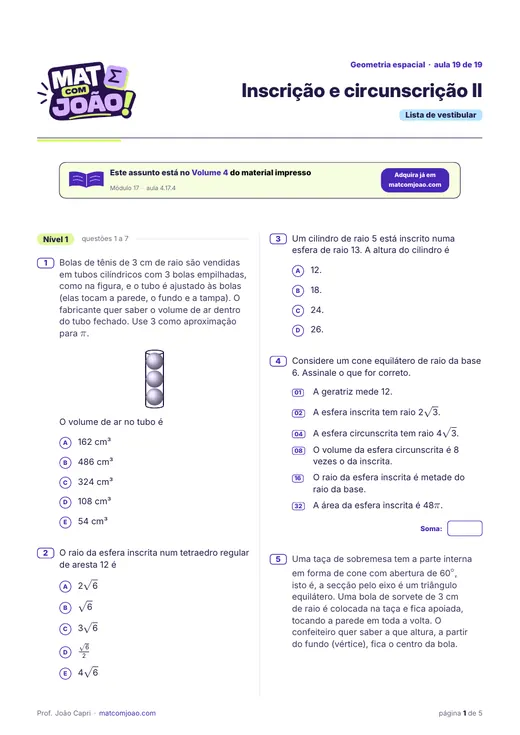 MAT Σ
COM
JOÃO!
Geometria espacial · aula 19 de 19
Inscrição e circunscrição II
Lista de vestibular
Este assunto está no Volume 4 do material impresso
Módulo 17 · aula 4.17.4
Adquira já em
matcomjoao.com
Nível 1 questões 1 a 7
1 Bolas de tênis de 3 cm de raio são vendidas
em tubos cilíndricos com 3 bolas empilhadas,
como na figura, e o tubo é ajustado às bolas
(elas tocam a parede, o fundo e a tampa). O
fabricante quer saber o volume de ar dentro
do tubo fechado. Use 3 como aproximação
para π.
O volume de ar no tubo é
A 162 cm³
B 486 cm³
C 324 cm³
D 108 cm³
E 54 cm³
2 O raio da esfera inscrita num tetraedro regular
de aresta 12 é
A 2√6
B √6
C 3√6
D √6/2
E 4√6
3 Um cilindro de raio 5 está inscrito numa
esfera de raio 13. A altura do cilindro é
A 12.
B 18.
C 24.
D 26.
4 Considere um cone equilátero de raio da base
6. Assinale o que for correto.
01 A geratriz mede 12.
02 A esfera inscrita tem raio 2√3.
04 A esfera circunscrita tem raio 4√3.
08 O volume da esfera circunscrita é 8
vezes o da inscrita.
16 O raio da esfera inscrita é metade do
raio da base.
32 A área da esfera inscrita é 48π.
Soma:
5 Uma taça de sobremesa tem a parte interna
em forma de cone com abertura de 60°,
isto é, a secção pelo eixo é um triângulo
equilátero. Uma bola de sorvete de 3 cm
de raio é colocada na taça e fica apoiada,
tocando a parede em toda a volta. O
confeiteiro quer saber a que altura, a partir
do fundo (vértice), fica o centro da bola.
Prof. João Capri · matcomjoao.com
página 1 de 5